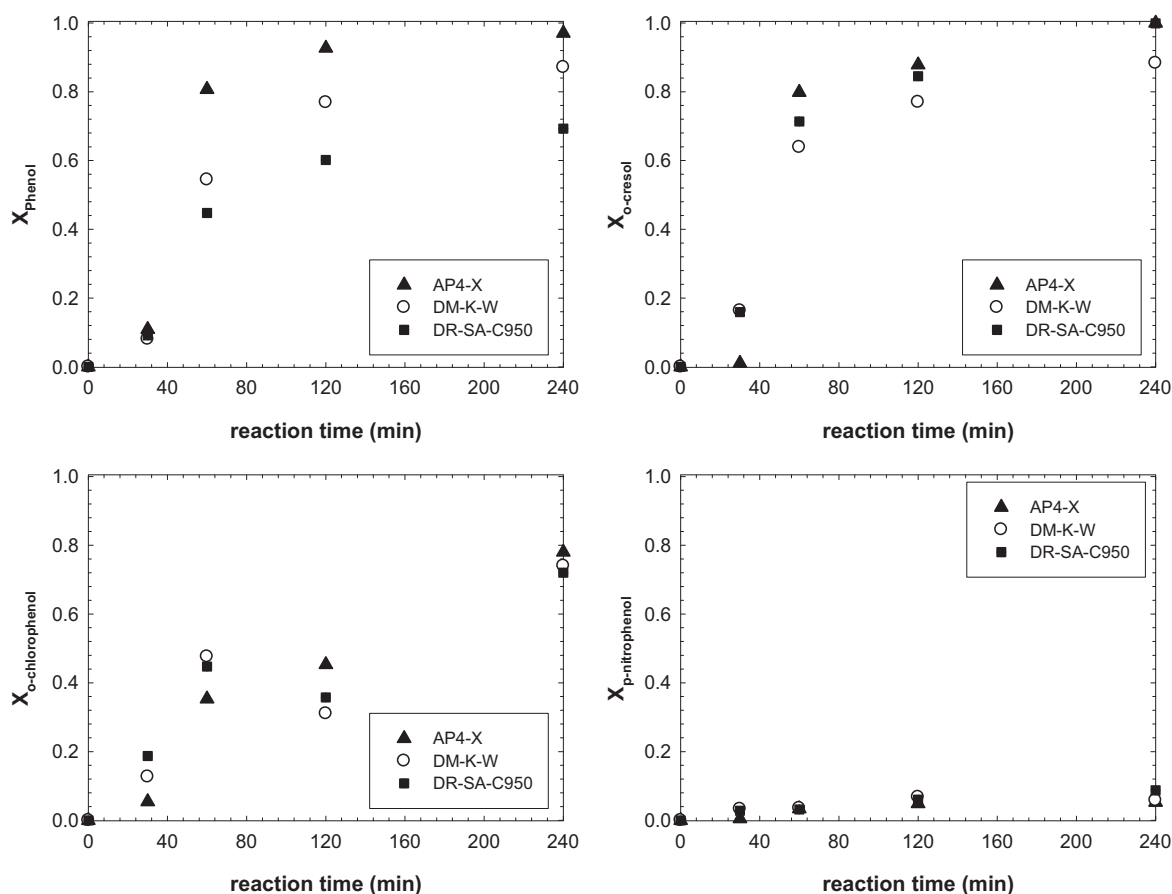 1.0
0.8
0.6
0.4
0.2
0.0
X Phenol
AP4-X
DM-K-W
DR-SA-C950
0 40 80 120 160 200 240
reaction time (min)
1.0
0.8
0.6
0.4
0.2
0.0
X o-cresol
AP4-X
DM-K-W
DR-SA-C950
0 40 80 120 160 200 240
reaction time (min)
1.0
0.8
0.6
0.4
0.2
0.0
X o-chlorophenol
AP4-X
DM-K-W
DR-SA-C950
0 40 80 120 160 200 240
reaction time (min)
1.0
0.8
0.6
0.4
0.2
0.0
X p-nitrophenol
AP4-X
DM-K-W
DR-SA-C950
0 40 80 120 160 200 240
reaction time (min)